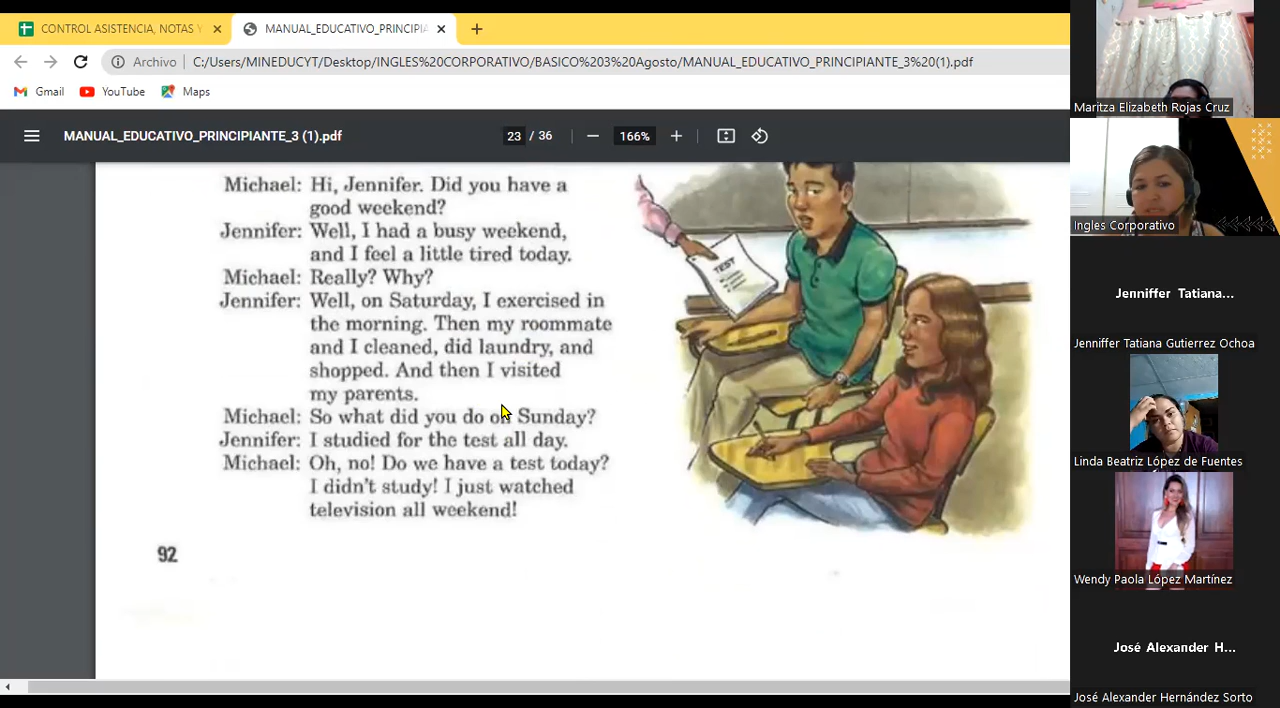 CONTROL ASISTENCIA, NOTAS Y
MANUAL_EDUCATIVO_PRINCIPIA
Archivo
C:/Users/MINEDUCYT/Desktop/INGLES%20CORPORATIVO/BASICO%203%20Agosto/MANUAL_EDUCATIVO_PRINCIPIANTE_3%20(1).pdf
Gmail
YouTube
Maps
MANUAL_EDUCATIVO_PRINCIPIANTE_3 (1).pdf
23 / 36
166%
Michael: Hi, Jennifer. Did you have a
good weekend?
Jennifer: Well, I had a busy weekend,
and I feel a little tired today.
Michael: Really? Why?
Jennifer: Well, on Saturday, I exercised in
the morning. Then my roommate
and I cleaned, did laundry, and
shopped. And then I visited
my parents.
Michael: So what did you do on Sunday?
Jennifer: I studied for the test all day.
Michael: Oh, no! Do we have a test today?
I didn't study! I just watched
television all weekend!
92
TEST
Maritza Elizabeth Rojas Cruz
Ingles Corporativo
Jenniffer Tatiana...
Jenniffer Tatiana Gutierrez Ochoa
Linda Beatriz López de Fuentes
Wendy Paola López Martínez
José Alexander H...
José Alexander Hernández Sorto